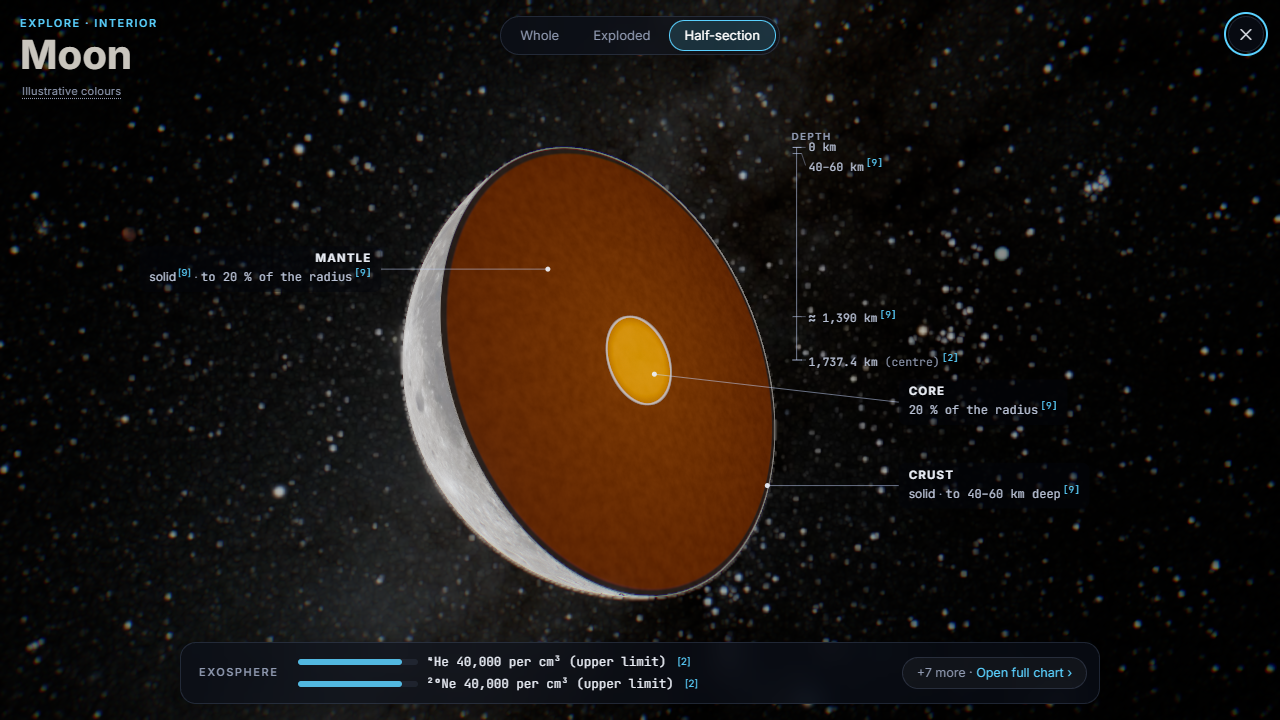 EXPLORE · INTERIOR
Moon
Illustrative colours
Whole
Exploded
Half-section
DEPTH
0 km
40–60 km [9]
MANTLE
solid [9] · to 20 % of the radius [9]
≈ 1,390 km [9]
1,737.4 km (centre) [2]
CORE
20 % of the radius [9]
CRUST
solid · to 40–60 km deep [9]
EXOSPHERE
⁴He 40,000 per cm³ (upper limit) [2]
²⁰Ne 40,000 per cm³ (upper limit) [2]
+7 more · Open full chart ›